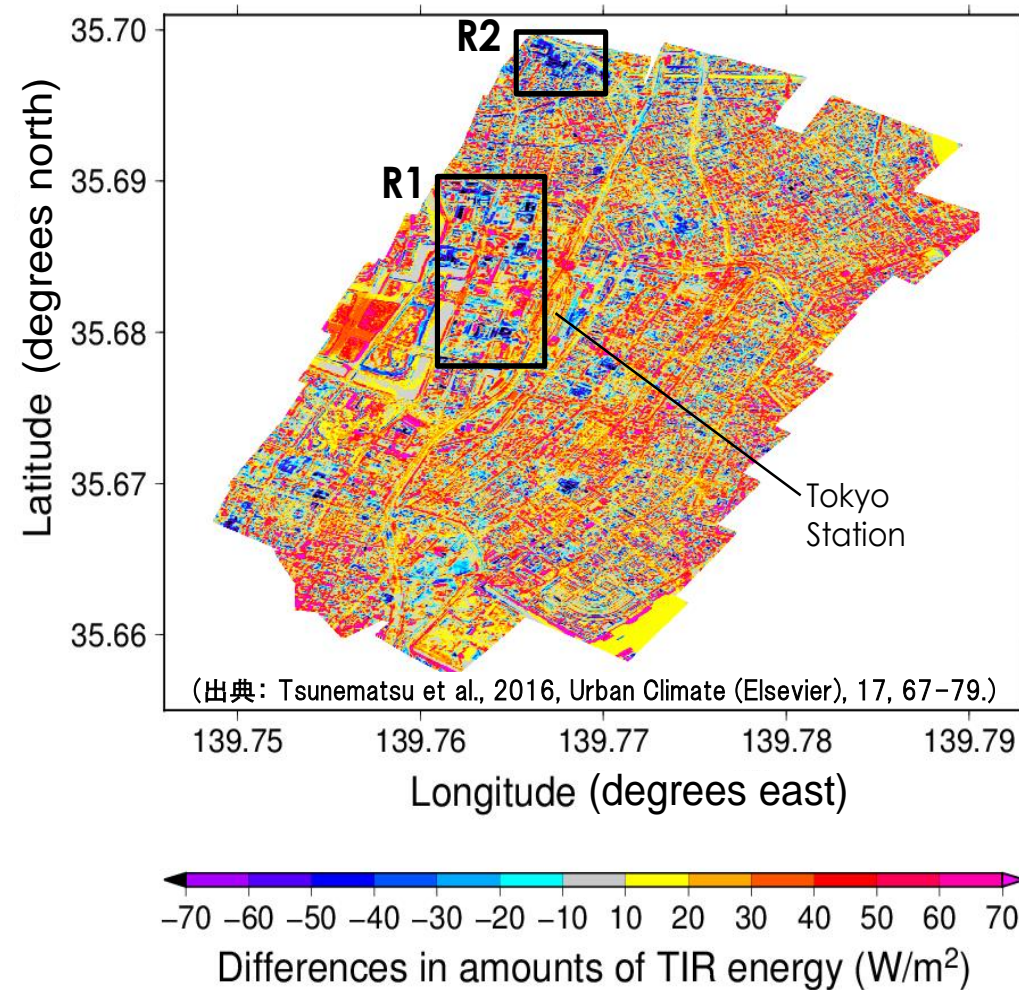 35.70
R2
35.69
R1
35.68
35.67
35.66
Latitude (degrees north)
Tokyo
Station
(出典: Tsunematsu et al., 2016, Urban Climate (Elsevier), 17, 67-79.)
139.75 139.76 139.77 139.78 139.79
Longitude (degrees east)
−70 −60 −50 −40 −30 −20 −10 10 20 30 40 50 60 70
Differences in amounts of TIR energy (W/m²)